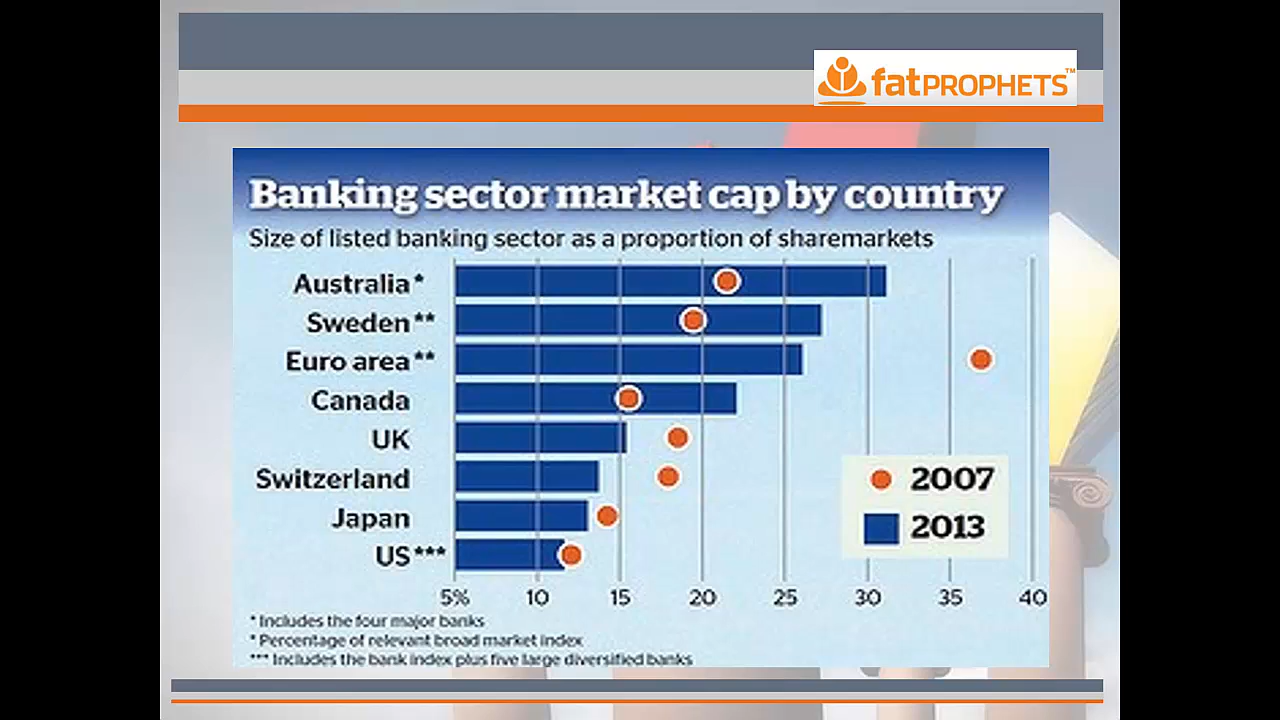 fatPROPHETS™
Banking sector market cap by country
Size of listed banking sector as a proportion of sharemarkets
Australia *
Sweden **
Euro area **
Canada
UK
Switzerland
Japan
US ***
2007
2013
5% 10 15 20 25 30 35 40
* Includes the four major banks
* Percentage of relevant broad market index
*** Includes the bank index plus five large diversified banks